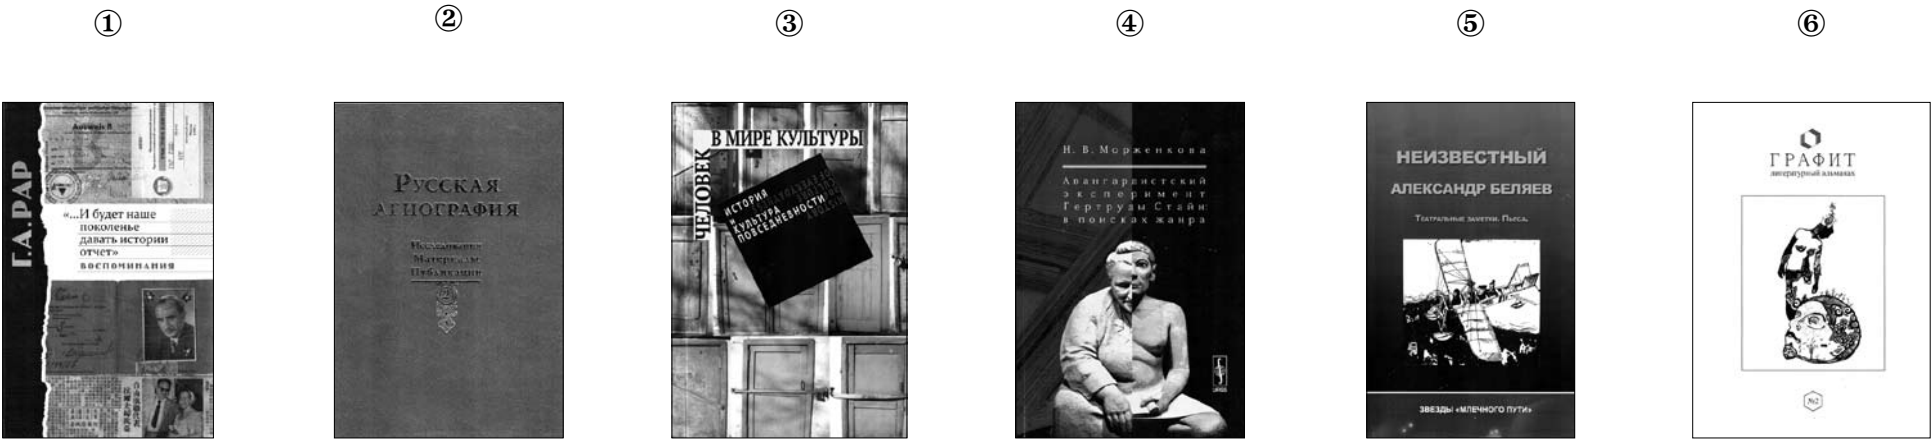 ① ② ③ ④ ⑤ ⑥
Г.А.РАР
Ausweis
«...И будет наше
поколенье
давать истории
отчет»
ВОСПОМИНАНИЯ
РУССКАЯ
АГИОГРАФИЯ
Исследования
Материалы
Публикации
ЧЕЛОВЕК
В МИРЕ КУЛЬТУРЫ
ИСТОРИЯ
И
КУЛЬТУРА
ПОВСЕДНЕВНОСТИ
Н. В. Морженкова
Авангардистский
эксперимент
Гертруды Стайн:
в поисках жанра
НЕИЗВЕСТНЫЙ
АЛЕКСАНДР БЕЛЯЕВ
ТЕАТРАЛЬНЫЕ ЗАМЕТКИ. ПЬЕСА.
ЗВЕЗДЫ «МЛЕЧНОГО ПУТИ»
ГРАФИТ
литературный альманах
№2